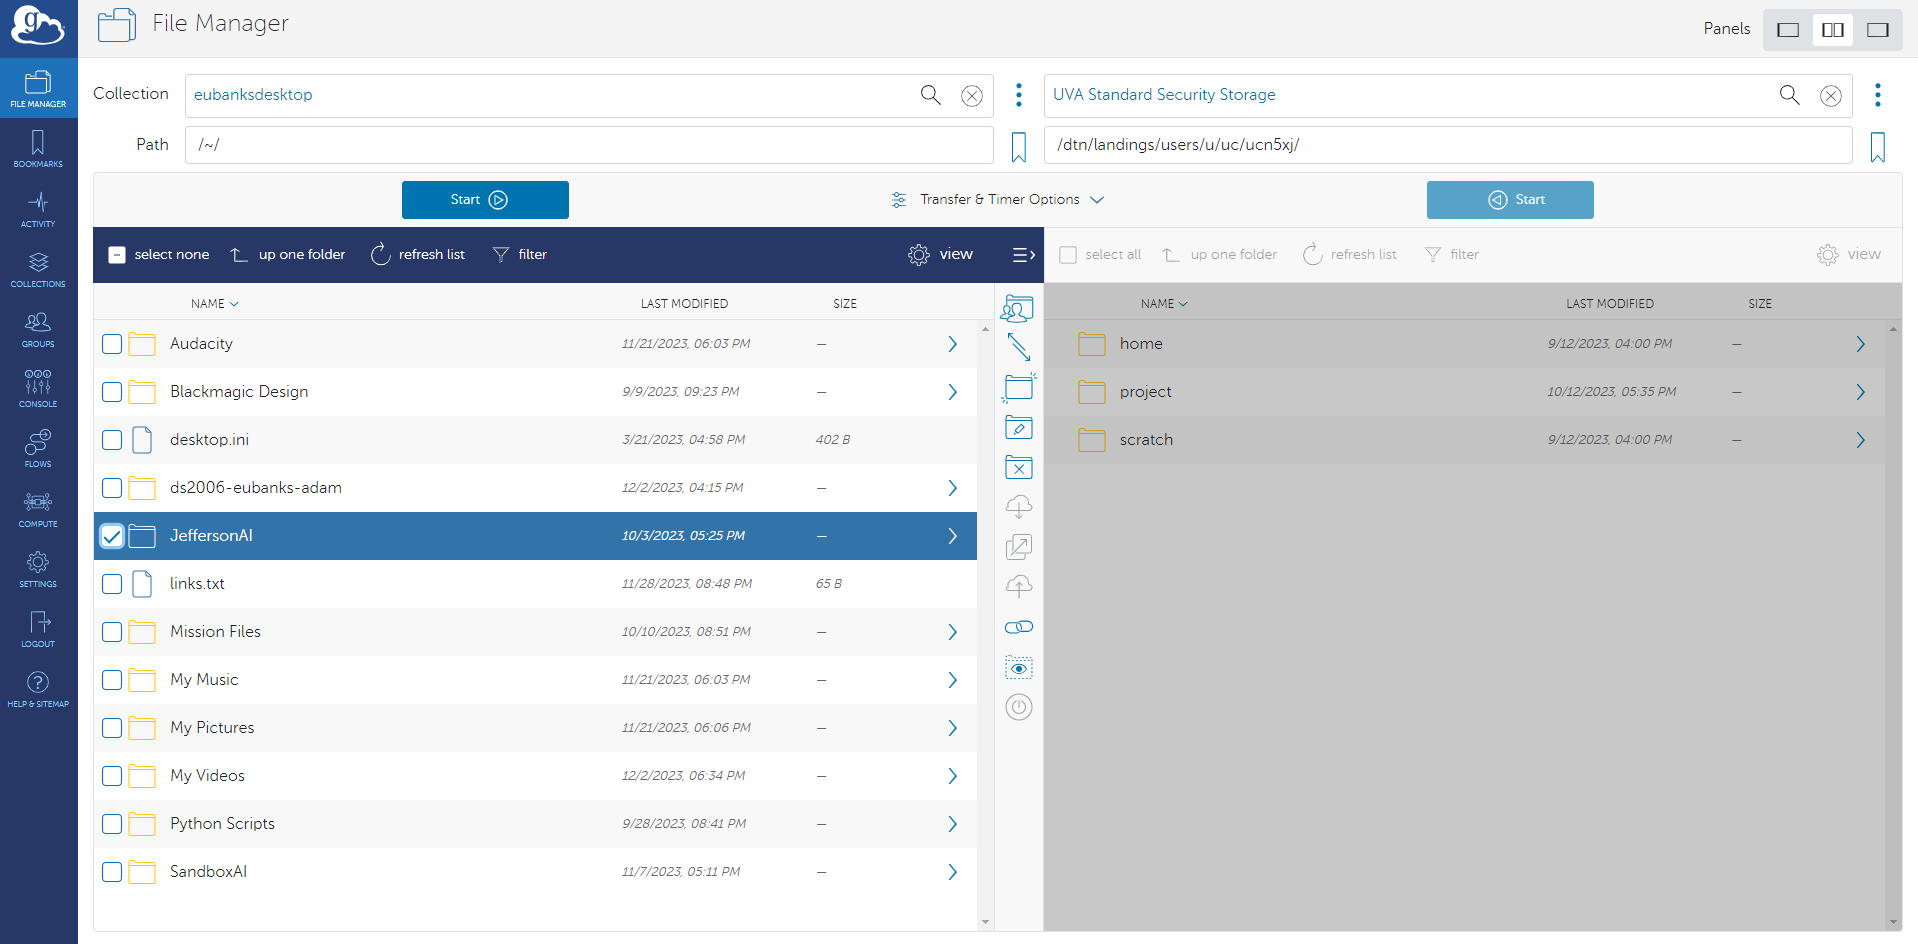 g
File Manager
Panels
FILE MANAGER
BOOKMARKS
ACTIVITY
COLLECTIONS
GROUPS
CONSOLE
FLOWS
COMPUTE
SETTINGS
LOGOUT
HELP & SITEMAP
Collection
eubanksdesktop
UVA Standard Security Storage
Path
/~/
/dtn/landings/users/u/uc/ucn5xj/
Start
Transfer & Timer Options
Start
select none
up one folder
refresh list
filter
view
select all
up one folder
refresh list
filter
view
NAME LAST MODIFIED SIZE
Audacity 11/21/2023, 06:03 PM —
Blackmagic Design 9/9/2023, 09:23 PM —
desktop.ini 3/21/2023, 04:58 PM 402 B
ds2006-eubanks-adam 12/2/2023, 04:15 PM —
JeffersonAI 10/3/2023, 05:25 PM —
links.txt 11/28/2023, 08:48 PM 65 B
Mission Files 10/10/2023, 08:51 PM —
My Music 11/21/2023, 06:03 PM —
My Pictures 11/21/2023, 06:06 PM —
My Videos 12/2/2023, 06:34 PM —
Python Scripts 9/28/2023, 08:41 PM —
SandboxAI 11/7/2023, 05:11 PM —
NAME LAST MODIFIED SIZE
home 9/12/2023, 04:00 PM —
project 10/12/2023, 05:35 PM —
scratch 9/12/2023, 04:00 PM —